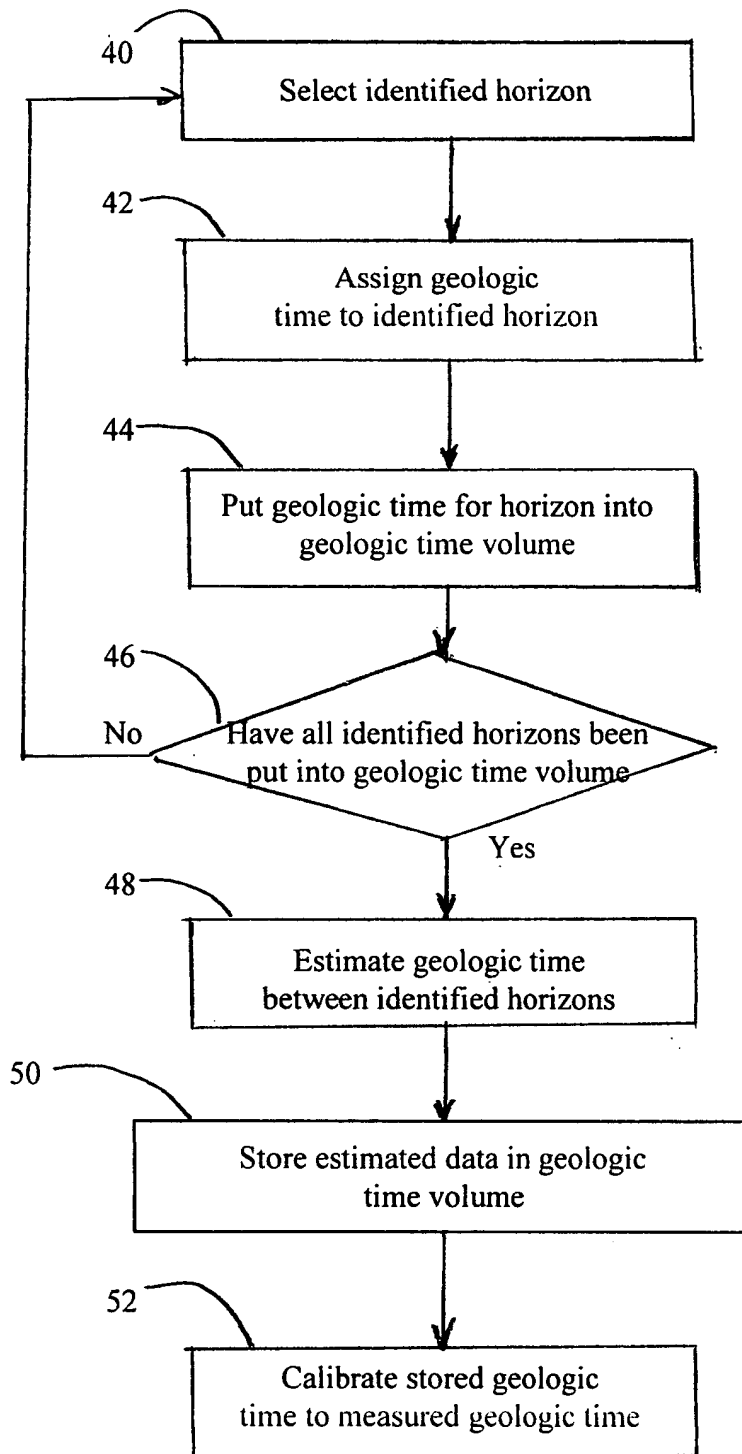 40
Select identified horizon
42
Assign geologic
time to identified horizon
44
Put geologic time for horizon into
geologic time volume
46
No
Have all identified horizons been
put into geologic time volume
Yes
48
Estimate geologic time
between identified horizons
50
Store estimated data in geologic
time volume
52
Calibrate stored geologic
time to measured geologic time